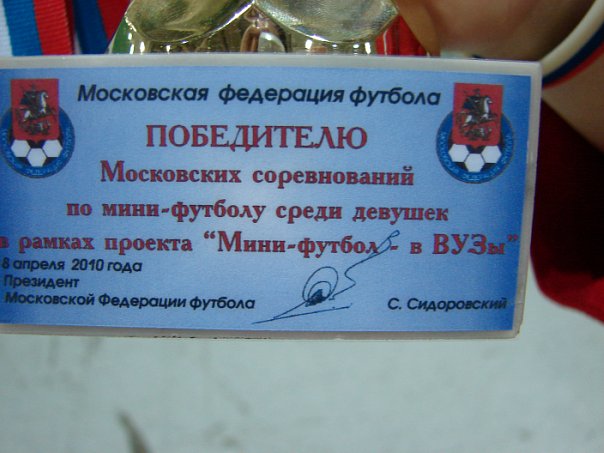 Московская федерация футбола
ПОБЕДИТЕЛЮ
Московских соревнований
по мини-футболу среди девушек
в рамках проекта “Мини-футбол - в ВУЗы”
8 апреля 2010 года
Президент
Московской Федерации футбола С. Сидоровский